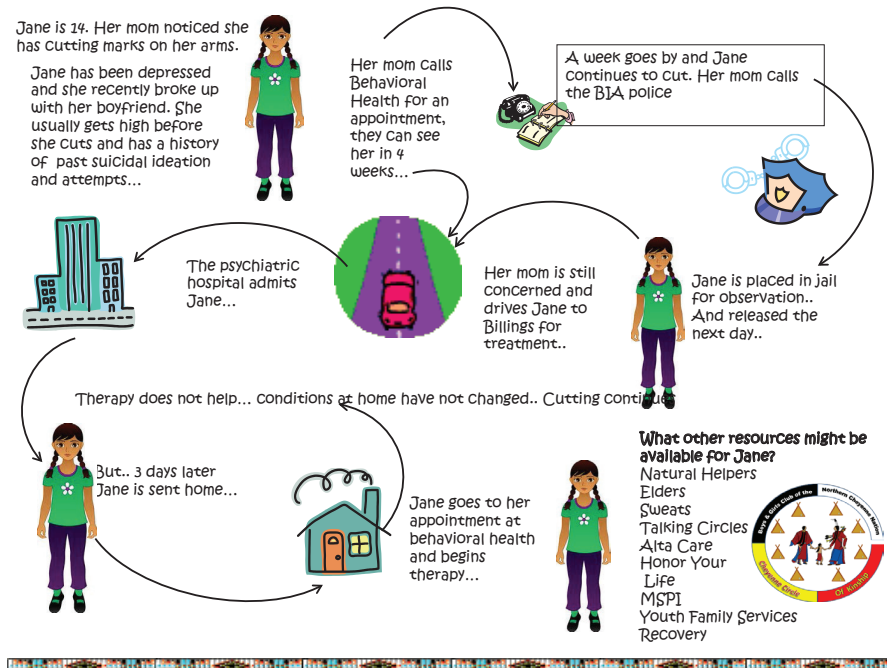 Jane is 14. Her mom noticed she
has cutting marks on her arms.
Jane has been depressed
and she recently broke up
with her boyfriend. She
usually gets high before
she cuts and has a history
of past suicidal ideation
and attempts...
Her mom calls
Behavioral
Health for an
appointment,
they can see
her in 4
weeks...
A week goes by and Jane
continues to cut. Her mom calls
the BIA police
Jane is placed in jail
for observation..
And released the
next day..
Her mom is still
concerned and
drives Jane to
Billings for
treatment..
The psychiatric
hospital admits
Jane...
But.. 3 days later
Jane is sent home...
Jane goes to her
appointment at
behavioral health
and begins
therapy...
Therapy does not help... conditions at home have not changed.. Cutting continues
What other resources might be
available for Jane?
Natural Helpers
Elders
Sweats
Talking Circles
Alta Care
Honor Your
Life
MSPI
Youth Family Services
Recovery
Boys & Girls Club of the
Northern Cheyenne Nation
Cheyenne Circle
Of Kinship